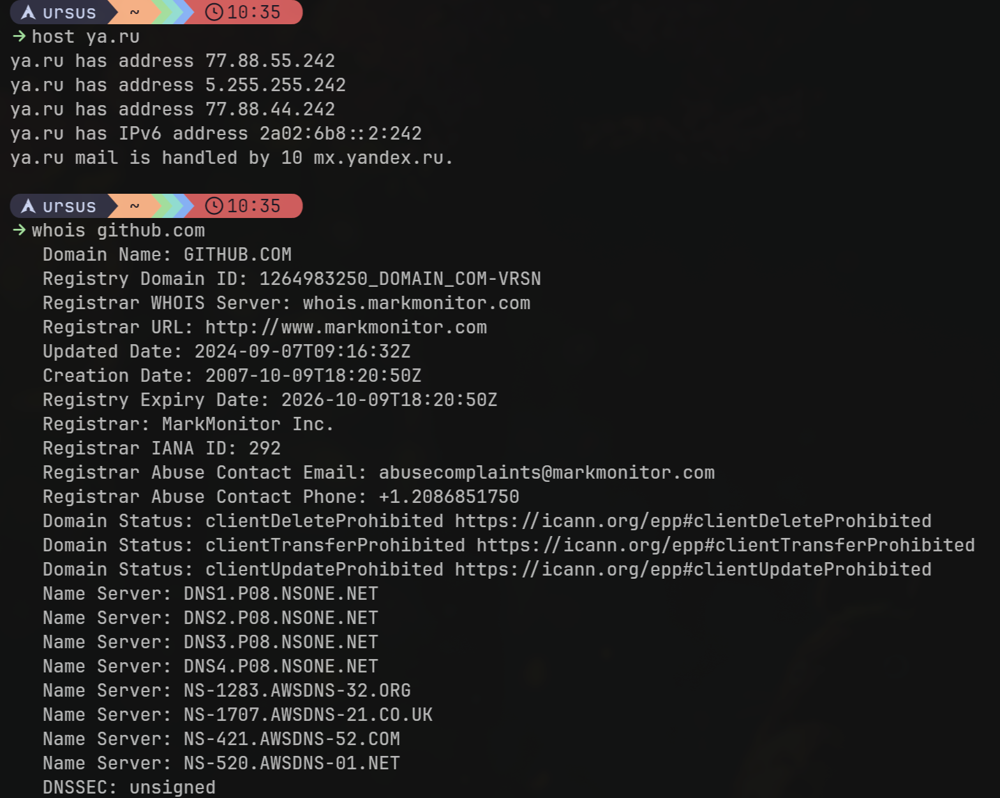 ursus ~ 10:35
→ host ya.ru
ya.ru has address 77.88.55.242
ya.ru has address 5.255.255.242
ya.ru has address 77.88.44.242
ya.ru has IPv6 address 2a02:6b8::2:242
ya.ru mail is handled by 10 mx.yandex.ru.
ursus ~ 10:35
→ whois github.com
Domain Name: GITHUB.COM
Registry Domain ID: 1264983250_DOMAIN_COM-VRSN
Registrar WHOIS Server: whois.markmonitor.com
Registrar URL: http://www.markmonitor.com
Updated Date: 2024-09-07T09:16:32Z
Creation Date: 2007-10-09T18:20:50Z
Registry Expiry Date: 2026-10-09T18:20:50Z
Registrar: MarkMonitor Inc.
Registrar IANA ID: 292
Registrar Abuse Contact Email: abusecomplaints@markmonitor.com
Registrar Abuse Contact Phone: +1.2086851750
Domain Status: clientDeleteProhibited https://icann.org/epp#clientDeleteProhibited
Domain Status: clientTransferProhibited https://icann.org/epp#clientTransferProhibited
Domain Status: clientUpdateProhibited https://icann.org/epp#clientUpdateProhibited
Name Server: DNS1.P08.NSONE.NET
Name Server: DNS2.P08.NSONE.NET
Name Server: DNS3.P08.NSONE.NET
Name Server: DNS4.P08.NSONE.NET
Name Server: NS-1283.AWSDNS-32.ORG
Name Server: NS-1707.AWSDNS-21.CO.UK
Name Server: NS-421.AWSDNS-52.COM
Name Server: NS-520.AWSDNS-01.NET
DNSSEC: unsigned